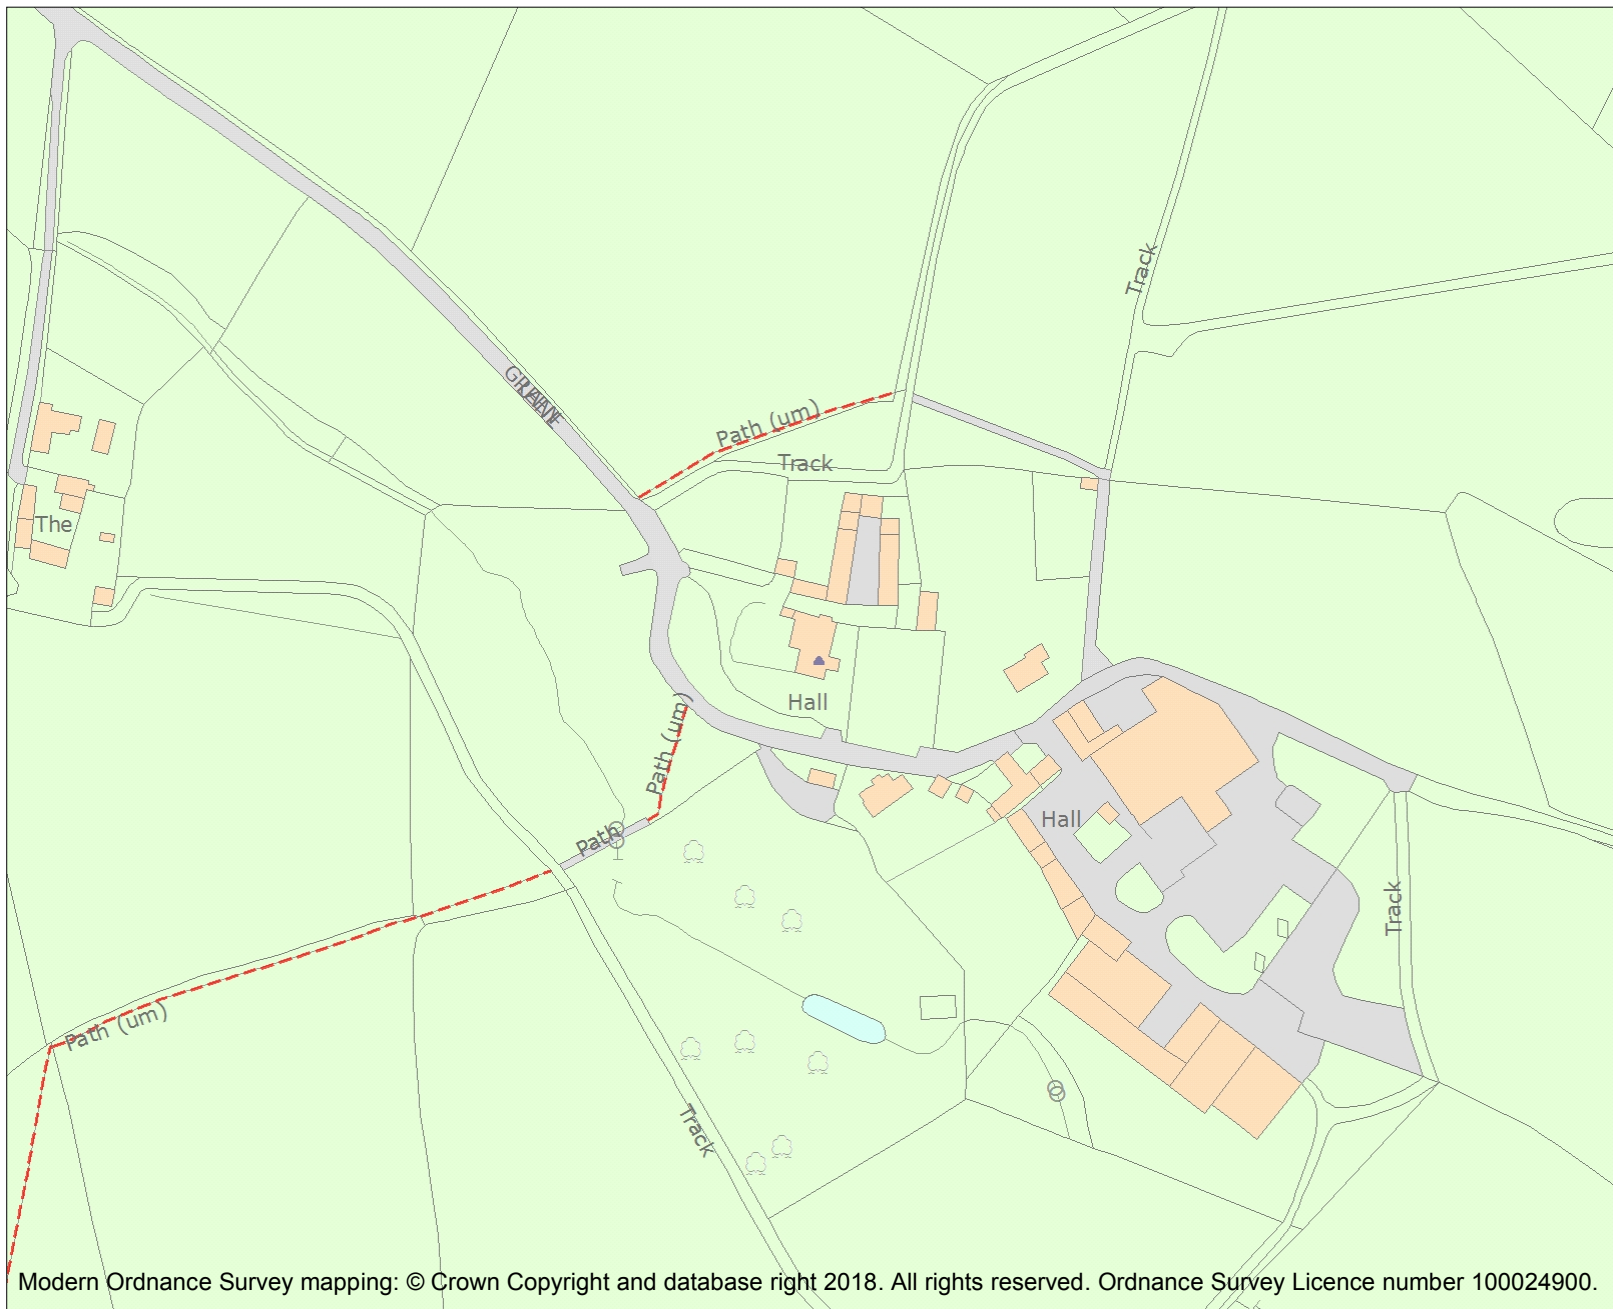 Track
Path (um)
Track
The
Hall
Path (um)
Hall
Path
Track
Path (um)
Track
Modern Ordnance Survey mapping: © Crown Copyright and database right 2018. All rights reserved. Ordnance Survey Licence number 100024900.